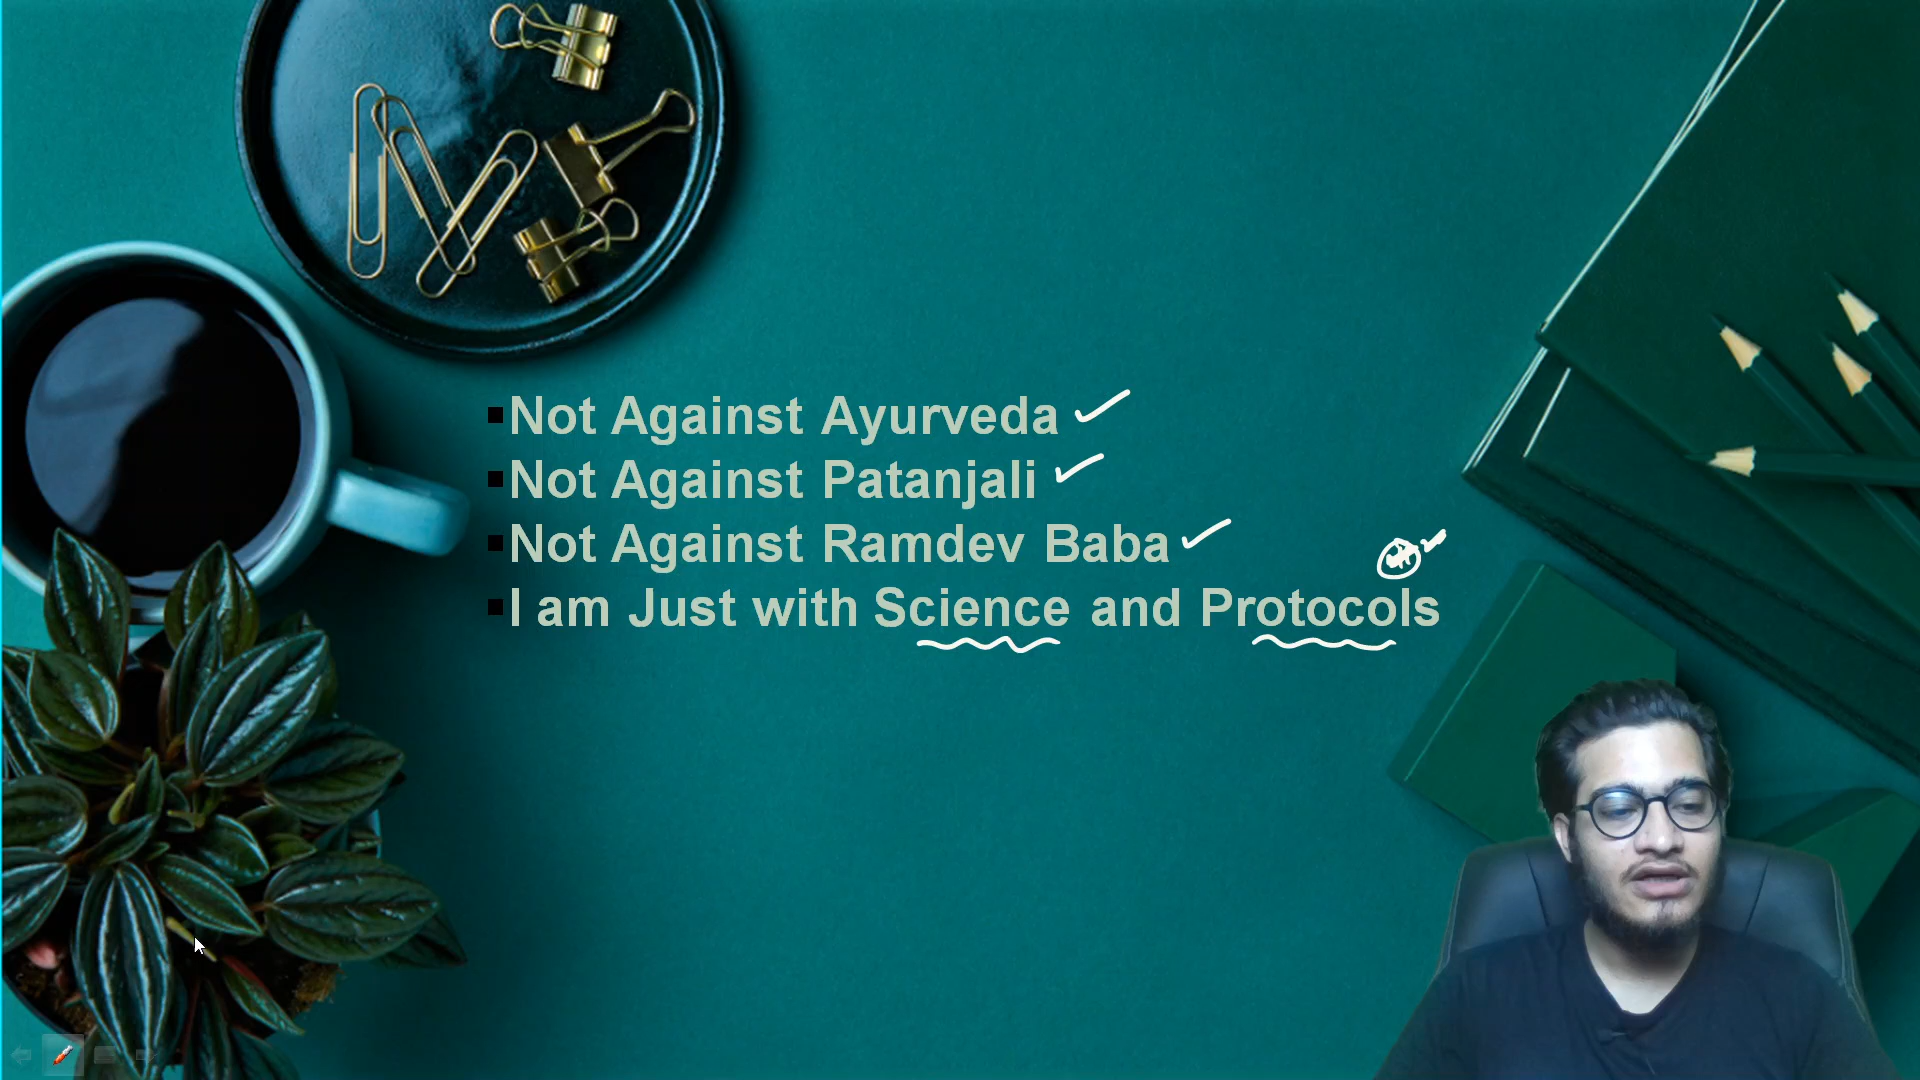 Not Against Ayurveda
Not Against Patanjali
Not Against Ramdev Baba
I am Just with Science and Protocols